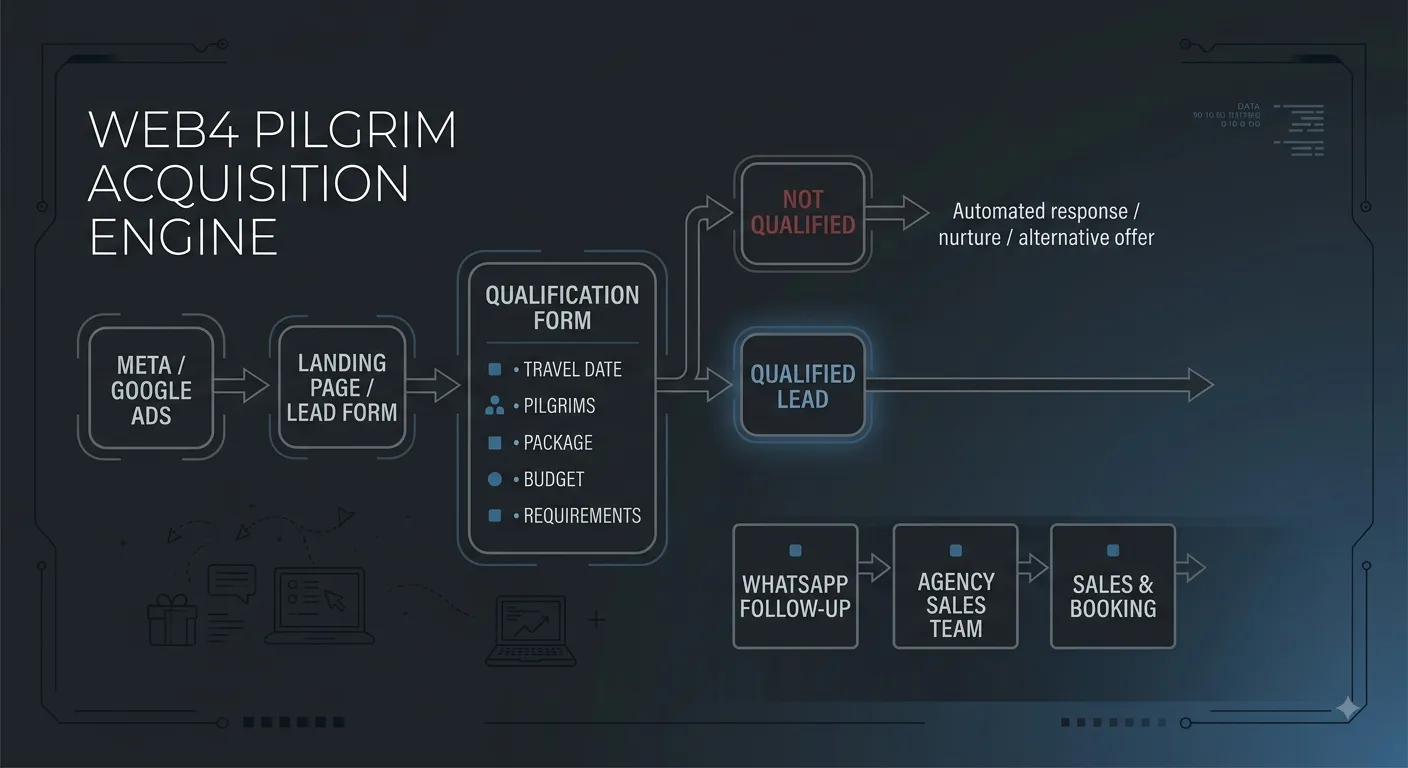 WEB4 PILGRIM
ACQUISITION
ENGINE
DATA
META /
GOOGLE
ADS
LANDING
PAGE /
LEAD FORM
QUALIFICATION
FORM
• TRAVEL DATE
• PILGRIMS
• PACKAGE
• BUDGET
• REQUIREMENTS
NOT
QUALIFIED
Automated response /
nurture / alternative offer
QUALIFIED
LEAD
WHATSAPP
FOLLOW-UP
AGENCY
SALES
TEAM
SALES &
BOOKING